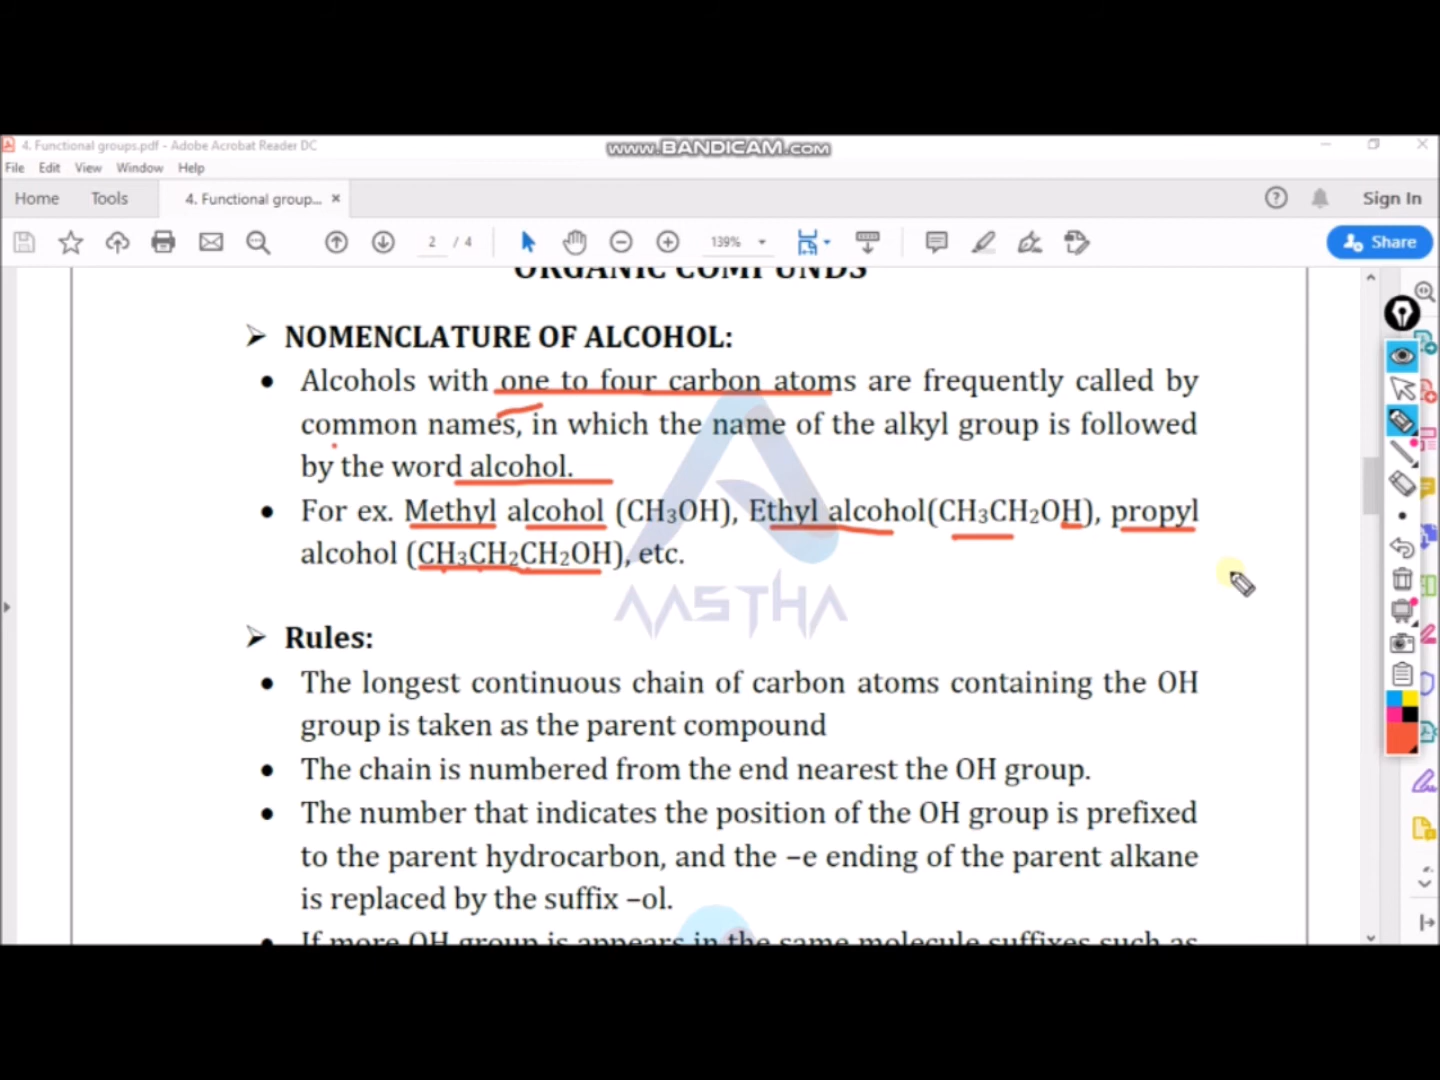 4. Functional groups.pdf - Adobe Acrobat Reader DC
www.BANDICAM.com
File Edit View Window Help
Home Tools 4. Functional group... × Sign In
2 / 4 139% Share
ORGANIC COMPUNDS
➢ NOMENCLATURE OF ALCOHOL:
• Alcohols with one to four carbon atoms are frequently called by
common names, in which the name of the alkyl group is followed
by the word alcohol.
• For ex. Methyl alcohol (CH₃OH), Ethyl alcohol(CH₃CH₂OH), propyl
alcohol (CH₃CH₂CH₂OH), etc.
AASTHA
➢ Rules:
• The longest continuous chain of carbon atoms containing the OH
group is taken as the parent compound
• The chain is numbered from the end nearest the OH group.
• The number that indicates the position of the OH group is prefixed
to the parent hydrocarbon, and the –e ending of the parent alkane
is replaced by the suffix –ol.
• If more OH group is appears in the same molecule suffixes such as